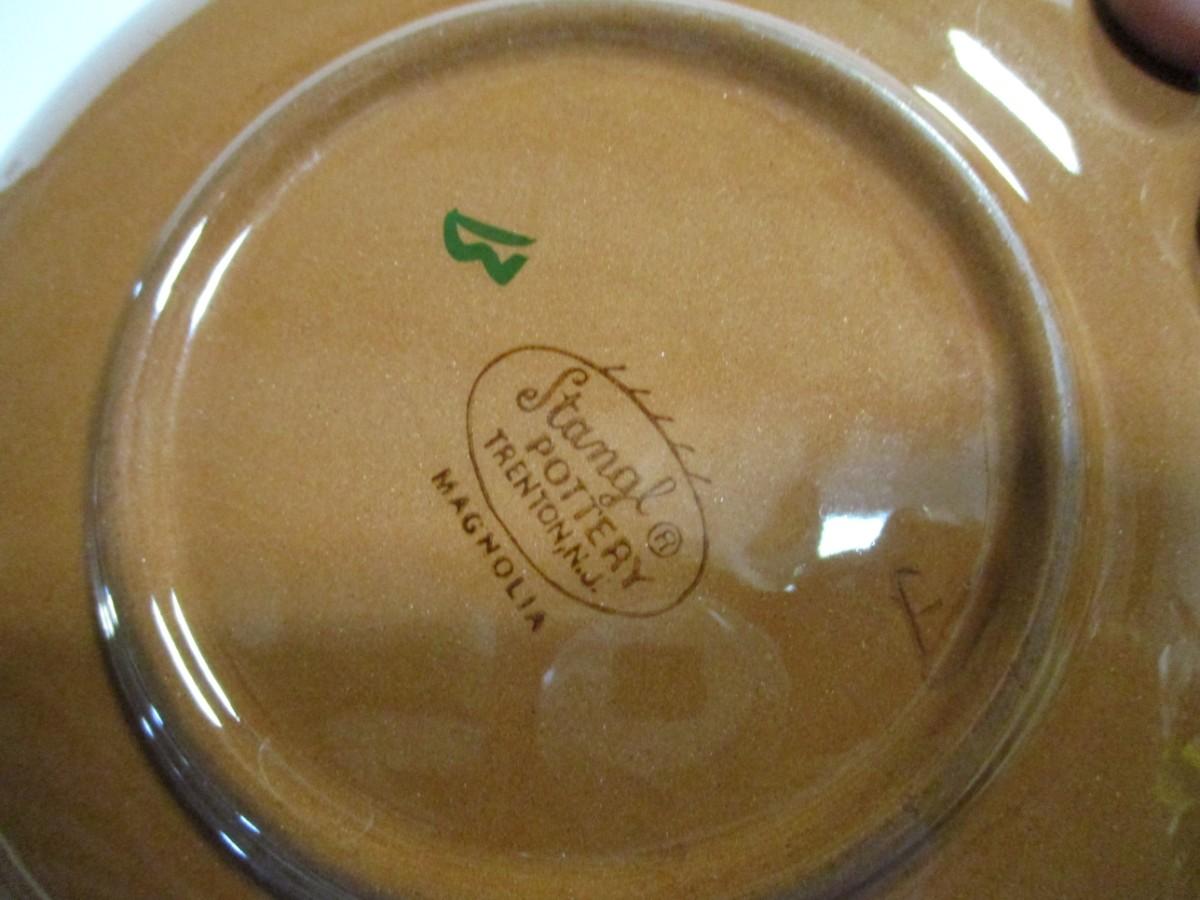 Stangl
POTTERY ®
TRENTON, N.J.
MAGNOLIA